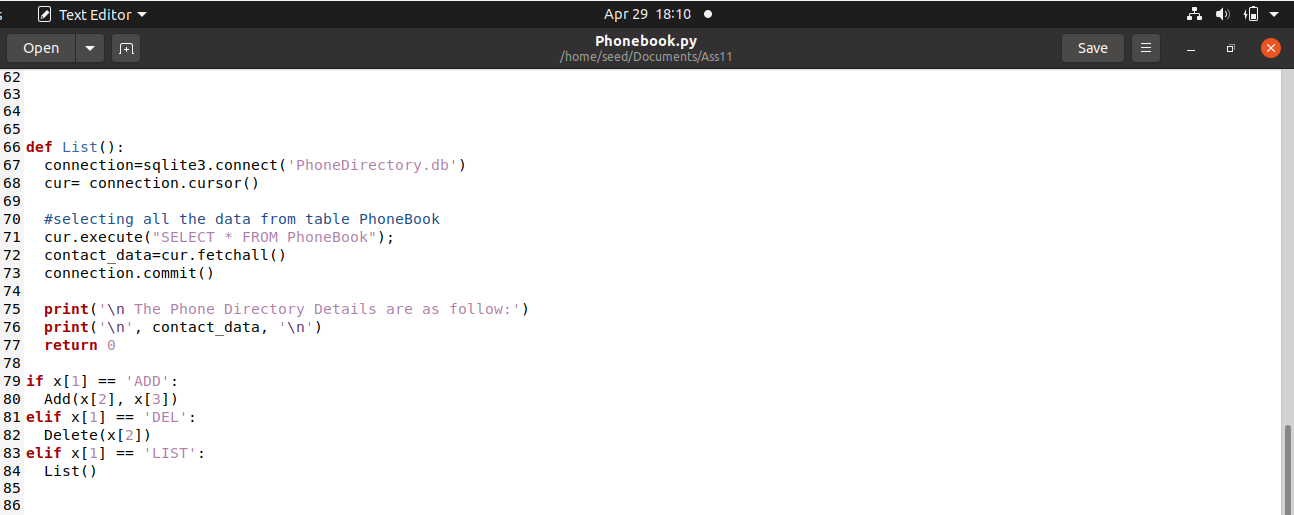 s Text Editor Apr 29 18:10
Open Phonebook.py Save
/home/seed/Documents/Ass11
62
63
64
65
66 def List():
67   connection=sqlite3.connect('PhoneDirectory.db')
68   cur= connection.cursor()
69
70   #selecting all the data from table PhoneBook
71   cur.execute("SELECT * FROM PhoneBook");
72   contact_data=cur.fetchall()
73   connection.commit()
74
75   print('\n The Phone Directory Details are as follow:')
76   print('\n', contact_data, '\n')
77   return 0
78
79 if x[1] == 'ADD':
80   Add(x[2], x[3])
81 elif x[1] == 'DEL':
82   Delete(x[2])
83 elif x[1] == 'LIST':
84   List()
85
86